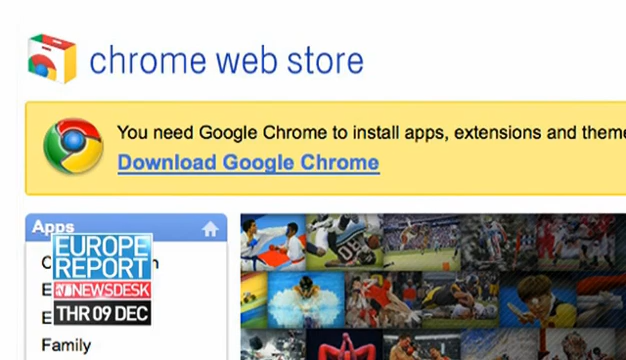 chrome web store
You need Google Chrome to install apps, extensions and theme
Download Google Chrome
Apps
EUROPE
REPORT
NEWSDESK
THR 09 DEC
Family